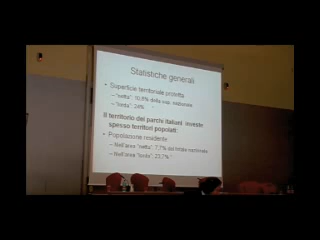 Statistiche generali
• Superficie territoriale protetta
– "netta": 10,8% della sup. nazionale
– "lorda": 24%
Il territorio dei parchi italiani investe
spesso territori popolati:
• Popolazione residente
– Nell'area "netta": 7,7% del totale nazionale
– Nell'area "lorda": 23,7%